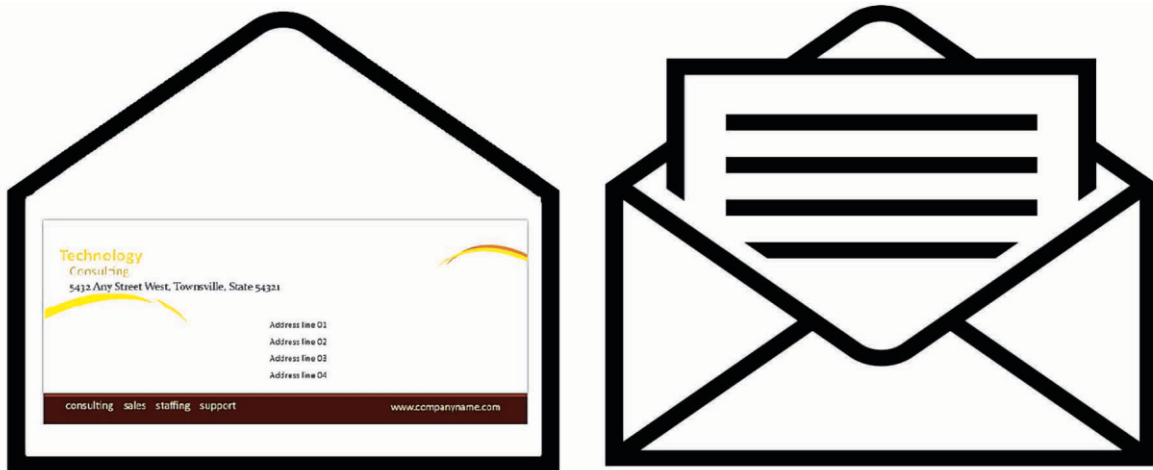 Technology
Consulting
5432 Any Street West, Townsville, State 54321
Address line 01
Address line 02
Address line 03
Address line 04
consulting sales staffing support
www.companyname.com